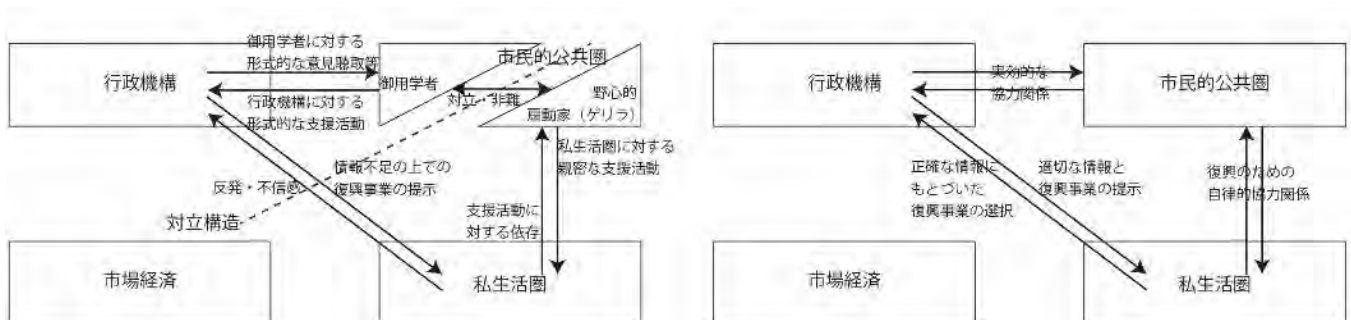 御用学者に対する
形式的な意見聴取等
行政機構
行政機構に対する
形式的な支援活動
御用学者
市民的公共圏
対立・非難
野心的
扇動家（ゲリラ）
私生活圏に対する
親密な支援活動
情報不足の上での
復興事業の提示
反発・不信感
対立構造
支援活動に
対する依存
市場経済
私生活圏
行政機構
実効的な
協力関係
市民的公共圏
正確な情報に
もとづいた
復興事業の選択
適切な情報と
復興事業の提示
復興のための
自律的協力関係
市場経済
私生活圏